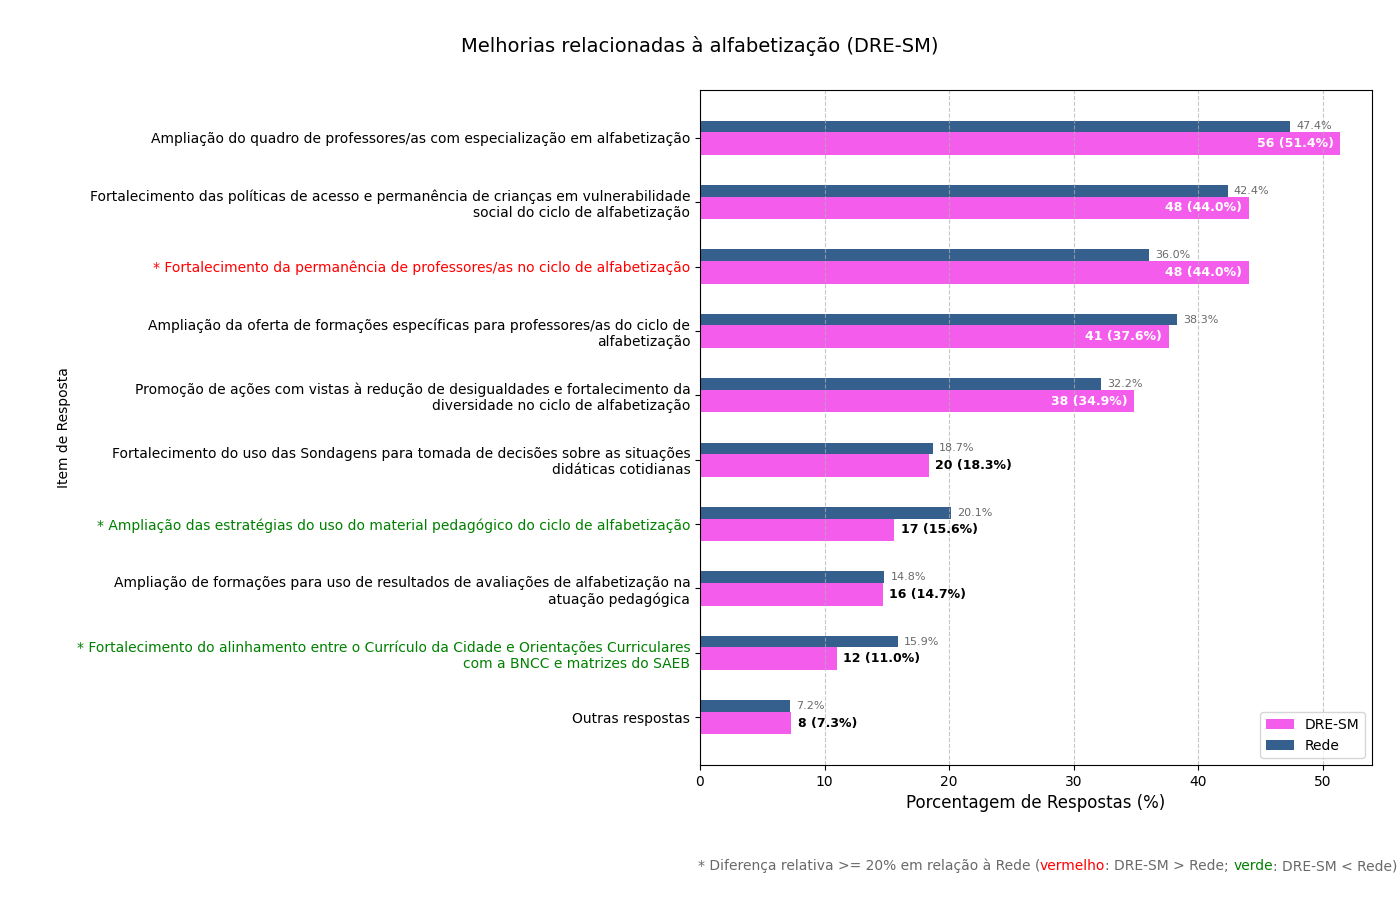 Melhorias relacionadas à alfabetização (DRE-SM)
Item de Resposta
Ampliação do quadro de professores/as com especialização em alfabetização
47.4%
56 (51.4%)
Fortalecimento das políticas de acesso e permanência de crianças em vulnerabilidade
social do ciclo de alfabetização
42.4%
48 (44.0%)
* Fortalecimento da permanência de professores/as no ciclo de alfabetização
36.0%
48 (44.0%)
Ampliação da oferta de formações específicas para professores/as do ciclo de
alfabetização
38.3%
41 (37.6%)
Promoção de ações com vistas à redução de desigualdades e fortalecimento da
diversidade no ciclo de alfabetização
32.2%
38 (34.9%)
Fortalecimento do uso das Sondagens para tomada de decisões sobre as situações
didáticas cotidianas
18.7%
20 (18.3%)
* Ampliação das estratégias do uso do material pedagógico do ciclo de alfabetização
20.1%
17 (15.6%)
Ampliação de formações para uso de resultados de avaliações de alfabetização na
atuação pedagógica
14.8%
16 (14.7%)
* Fortalecimento do alinhamento entre o Currículo da Cidade e Orientações Curriculares
com a BNCC e matrizes do SAEB
15.9%
12 (11.0%)
Outras respostas
7.2%
8 (7.3%)
DRE-SM
Rede
0 10 20 30 40 50
Porcentagem de Respostas (%)
* Diferença relativa >= 20% em relação à Rede (vermelho: DRE-SM > Rede; verde: DRE-SM < Rede)